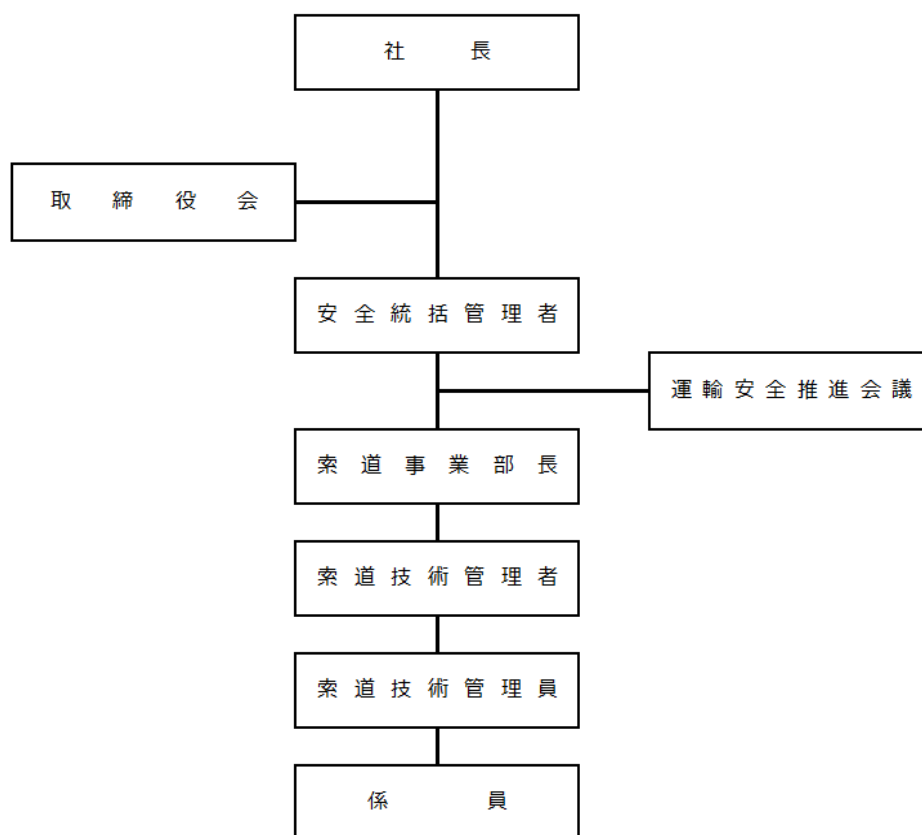 社長
取締役会
安全統括管理者
運輸安全推進会議
索道事業部長
索道技術管理者
索道技術管理員
係員